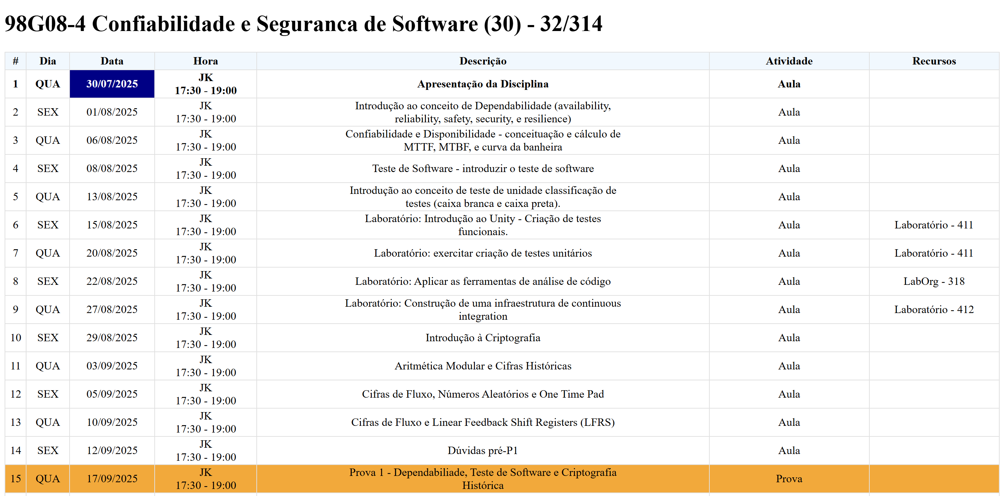 98G08-4 Confiabilidade e Seguranca de Software (30) - 32/314
# Dia Data Hora Descrição Atividade Recursos
1 QUA 30/07/2025 JK
17:30 - 19:00 Apresentação da Disciplina Aula
2 SEX 01/08/2025 JK
17:30 - 19:00 Introdução ao conceito de Dependabilidade (availability,
reliability, safety, security, e resilience) Aula
3 QUA 06/08/2025 JK
17:30 - 19:00 Confiabilidade e Disponibilidade - conceituação e cálculo de
MTTF, MTBF, e curva da banheira Aula
4 SEX 08/08/2025 JK
17:30 - 19:00 Teste de Software - introduzir o teste de software Aula
5 QUA 13/08/2025 JK
17:30 - 19:00 Introdução ao conceito de teste de unidade classificação de
testes (caixa branca e caixa preta). Aula
6 SEX 15/08/2025 JK
17:30 - 19:00 Laboratório: Introdução ao Unity - Criação de testes
funcionais. Aula Laboratório - 411
7 QUA 20/08/2025 JK
17:30 - 19:00 Laboratório: exercitar criação de testes unitários Aula Laboratório - 411
8 SEX 22/08/2025 JK
17:30 - 19:00 Laboratório: Aplicar as ferramentas de análise de código Aula LabOrg - 318
9 QUA 27/08/2025 JK
17:30 - 19:00 Laboratório: Construção de uma infraestrutura de continuous
integration Aula Laboratório - 412
10 SEX 29/08/2025 JK
17:30 - 19:00 Introdução à Criptografia Aula
11 QUA 03/09/2025 JK
17:30 - 19:00 Aritmética Modular e Cifras Históricas Aula
12 SEX 05/09/2025 JK
17:30 - 19:00 Cifras de Fluxo, Números Aleatórios e One Time Pad Aula
13 QUA 10/09/2025 JK
17:30 - 19:00 Cifras de Fluxo e Linear Feedback Shift Registers (LFRS) Aula
14 SEX 12/09/2025 JK
17:30 - 19:00 Dúvidas pré-P1 Aula
15 QUA 17/09/2025 JK
17:30 - 19:00 Prova 1 - Dependabiliade, Teste de Software e Criptografia
Histórica Prova